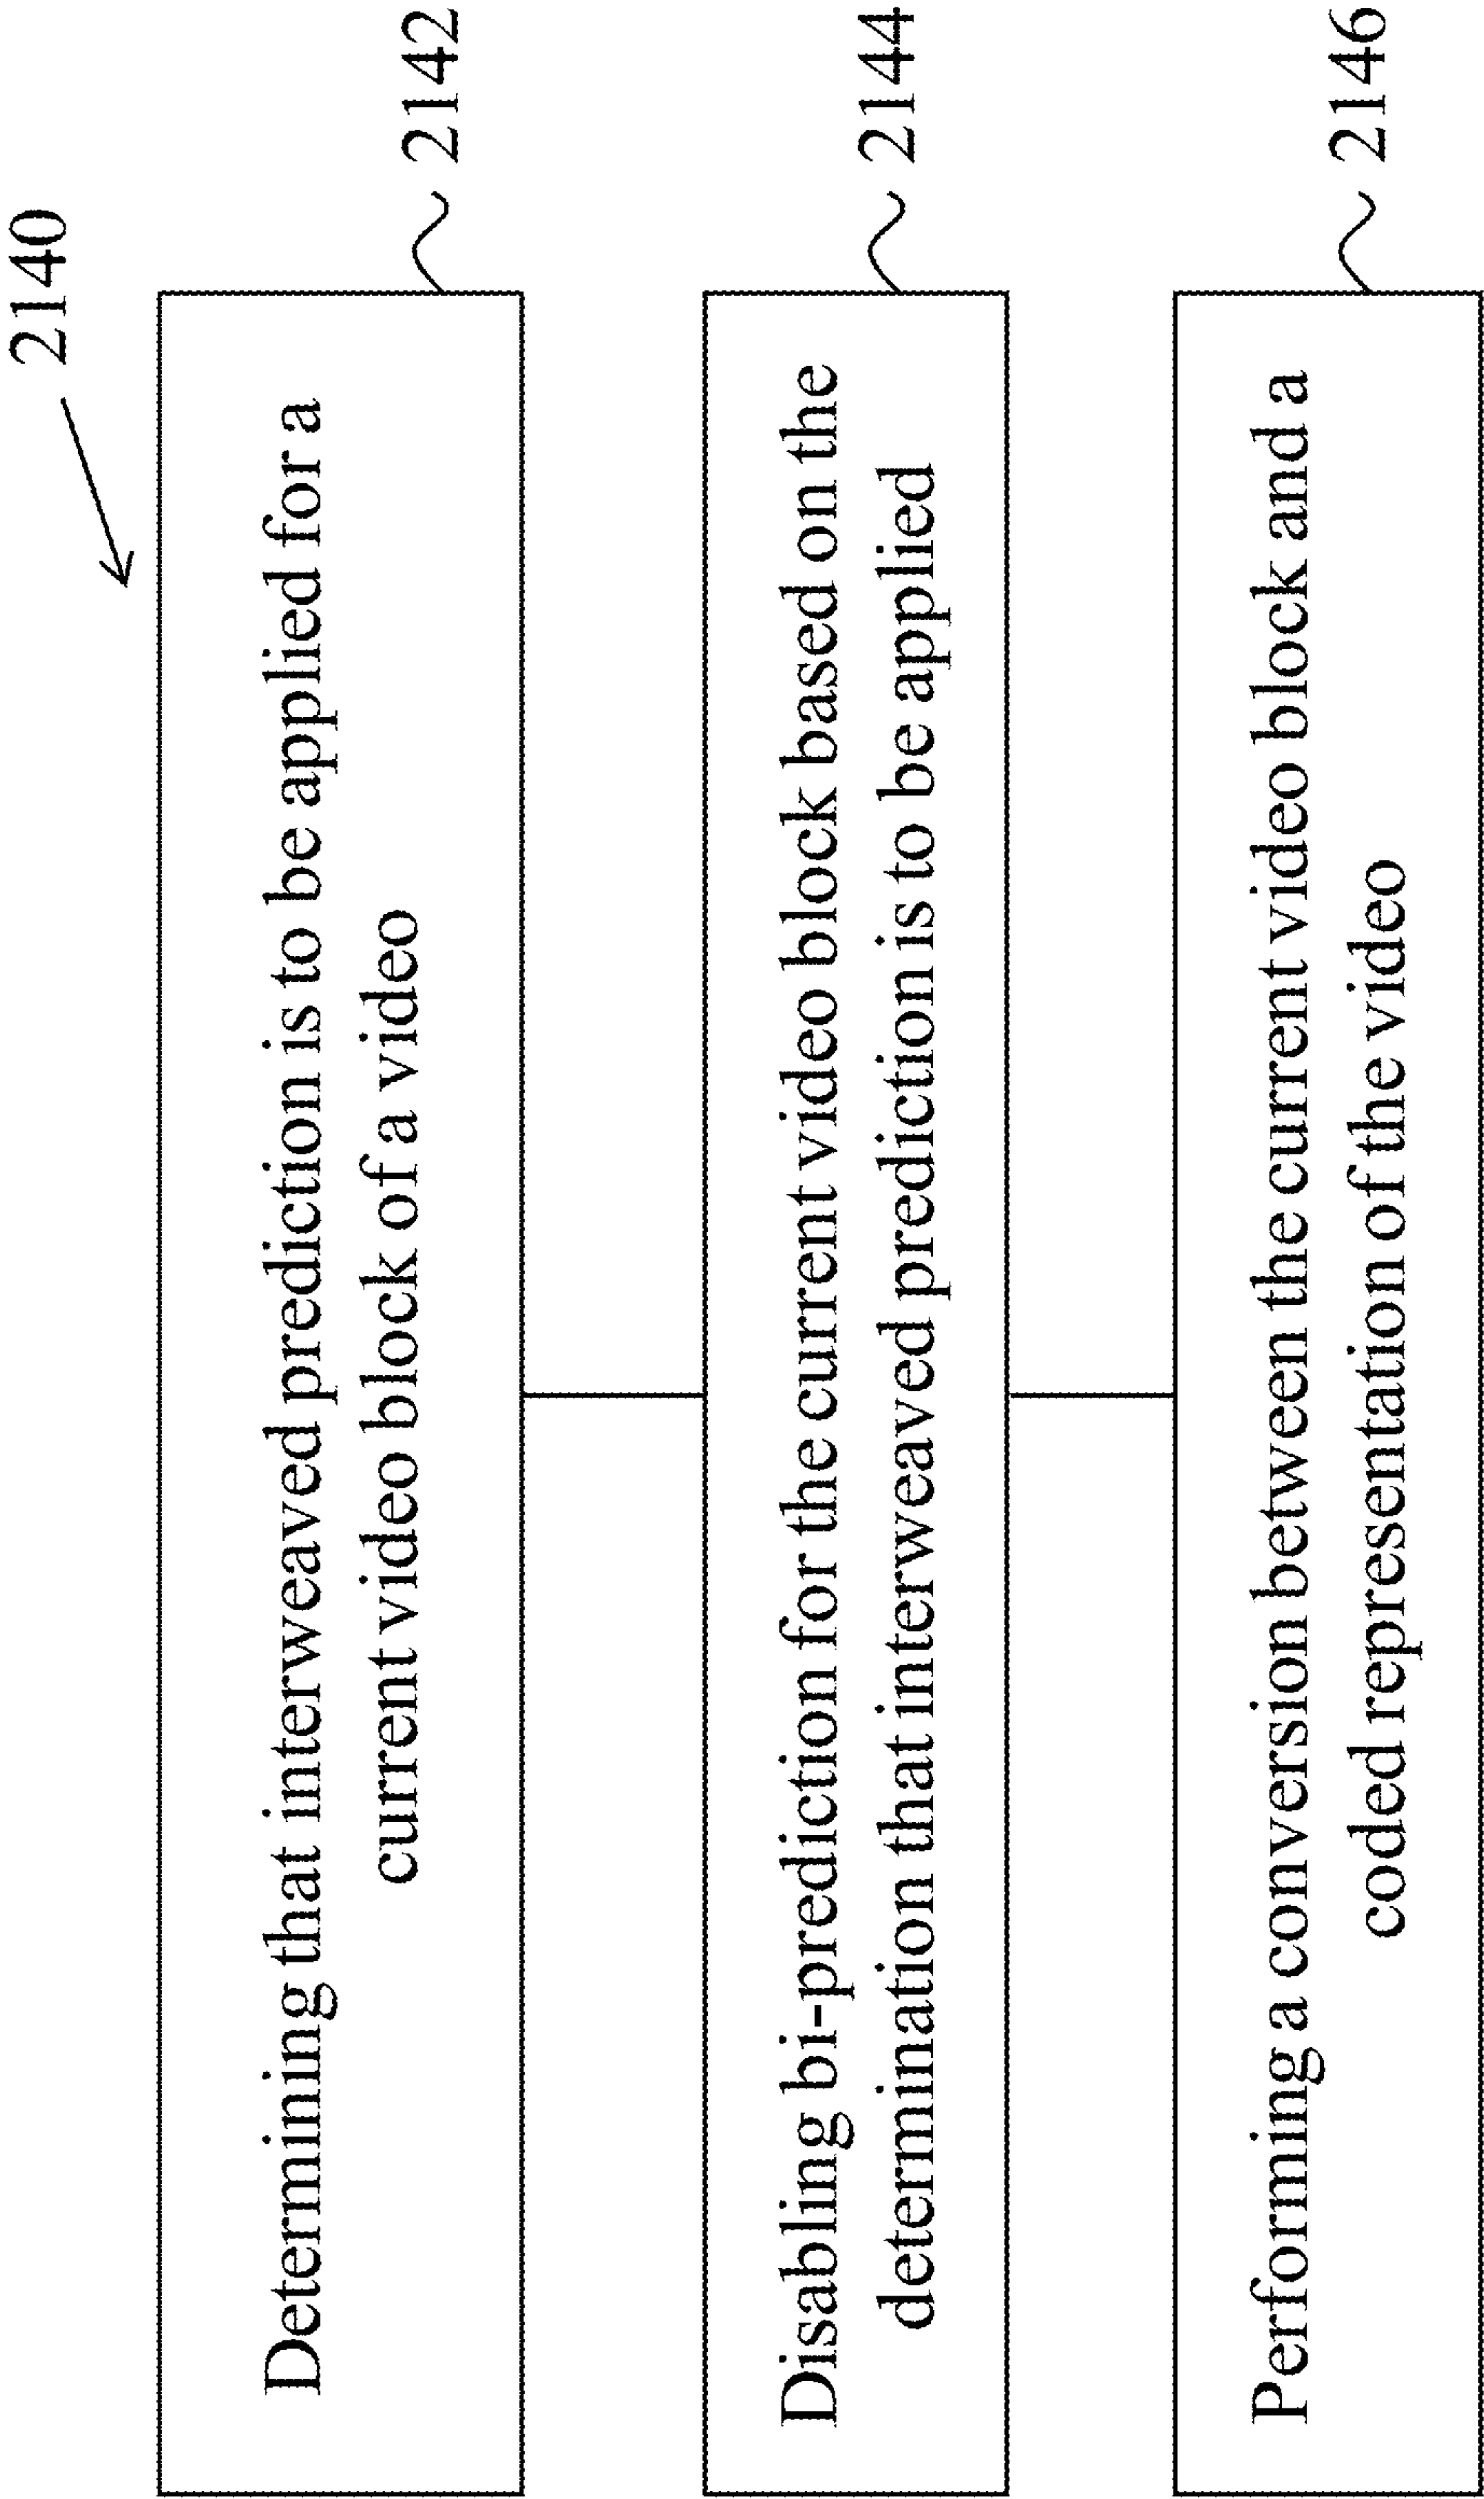 2140
Determining that interweaved prediction is to be applied for a
current video block of a video
2142
Disabling bi-prediction for the current video block based on the
determination that interweaved prediction is to be applied
2144
Performing a conversion between the current video block and a
coded representation of the video
2146